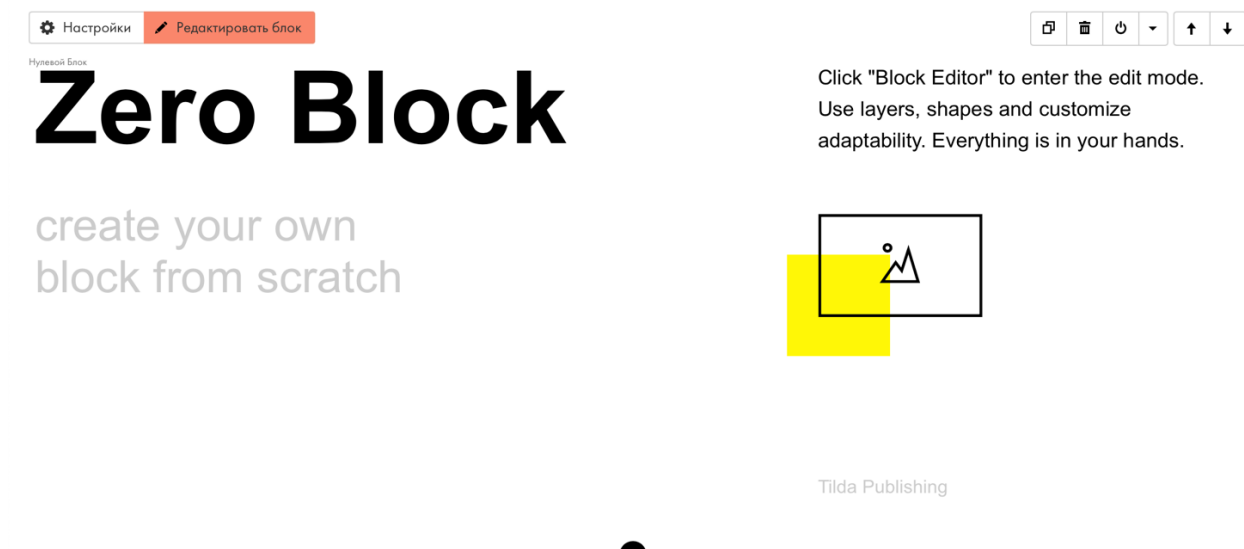 Настройки
Редактировать блок
Нулевой Блок
Zero Block
create your own
block from scratch
Click "Block Editor" to enter the edit mode.
Use layers, shapes and customize
adaptability. Everything is in your hands.
Tilda Publishing